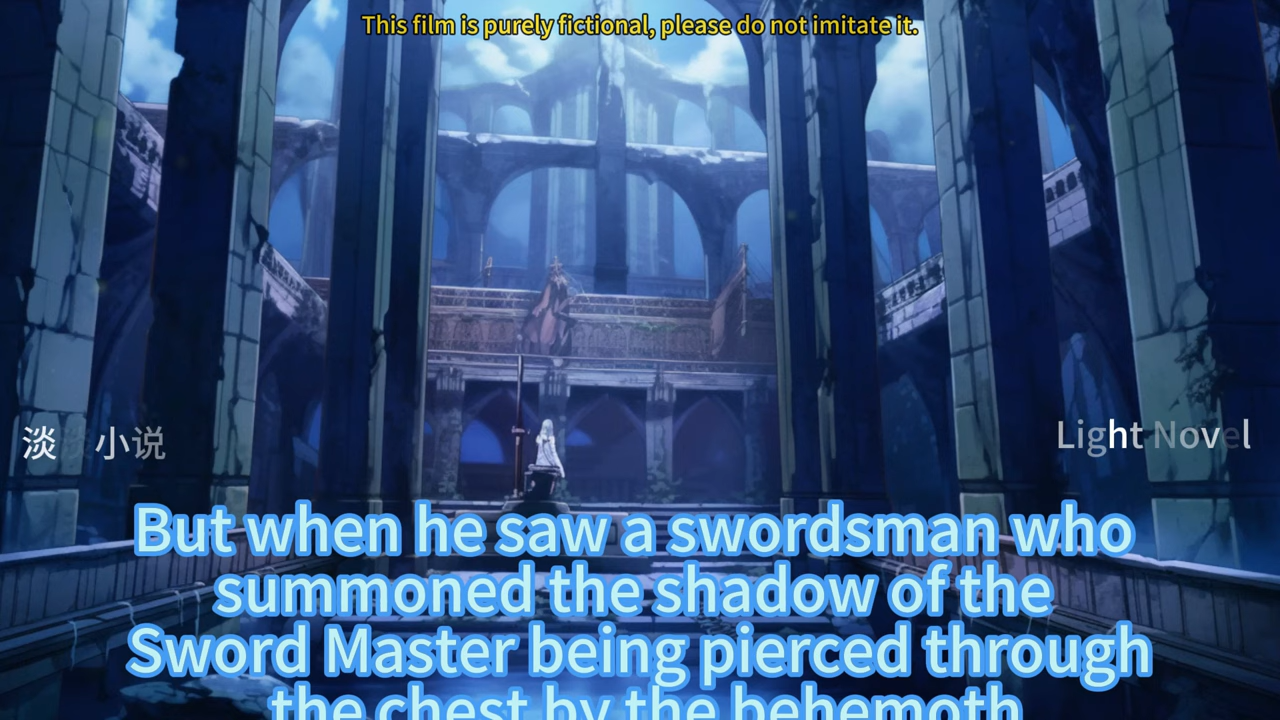 This film is purely fictional, please do not imitate it.
淡淡小说
Light Novel
But when he saw a swordsman who
summoned the shadow of the
Sword Master being pierced through
the chest by the behemoth